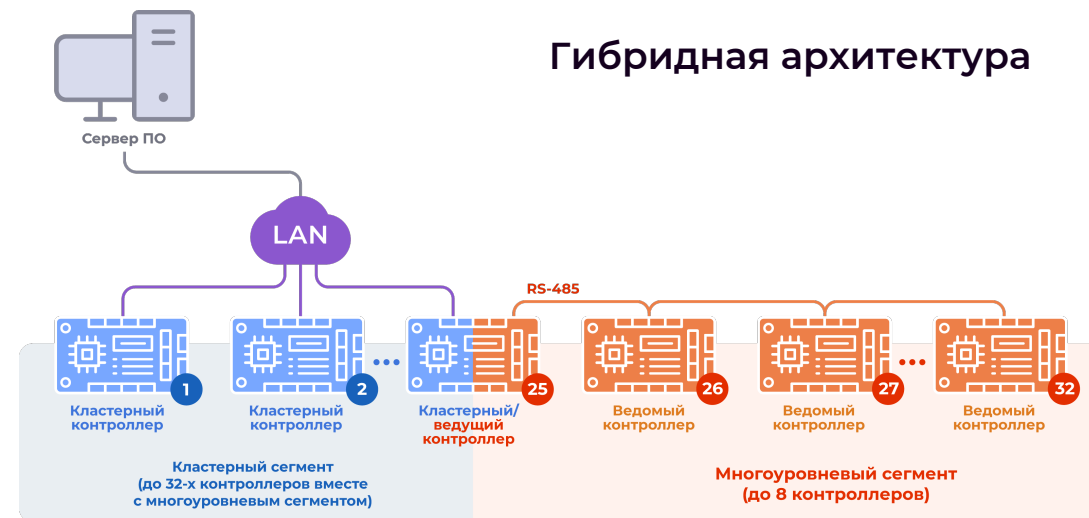 Гибридная архитектура
Сервер ПО
LAN
RS-485
1
2
25
26
27
32
Кластерный
контроллер
Кластерный
контроллер
Кластерный/
ведущий
контроллер
Ведомый
контроллер
Ведомый
контроллер
Ведомый
контроллер
Кластерный сегмент
(до 32-х контроллеров вместе
с многоуровневым сегментом)
Многоуровневый сегмент
(до 8 контроллеров)